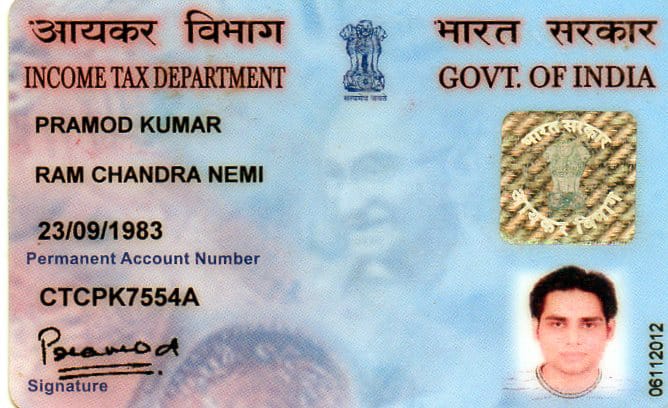 आयकर विभाग
भारत सरकार
INCOME TAX DEPARTMENT
GOVT. OF INDIA
सत्यमेव जयते
PRAMOD KUMAR
RAM CHANDRA NEMI
23/09/1983
Permanent Account Number
CTCPK7554A
Pramod
Signature
भारत सरकार
आयकर विभाग
06112012